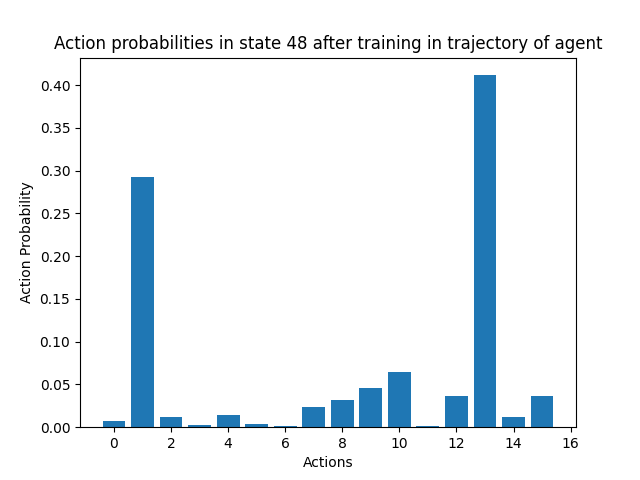 Action probabilities in state 48 after training in trajectory of agent
0.40
0.35
0.30
0.25
0.20
0.15
0.10
0.05
0.00
Action Probability
0 2 4 6 8 10 12 14 16
Actions